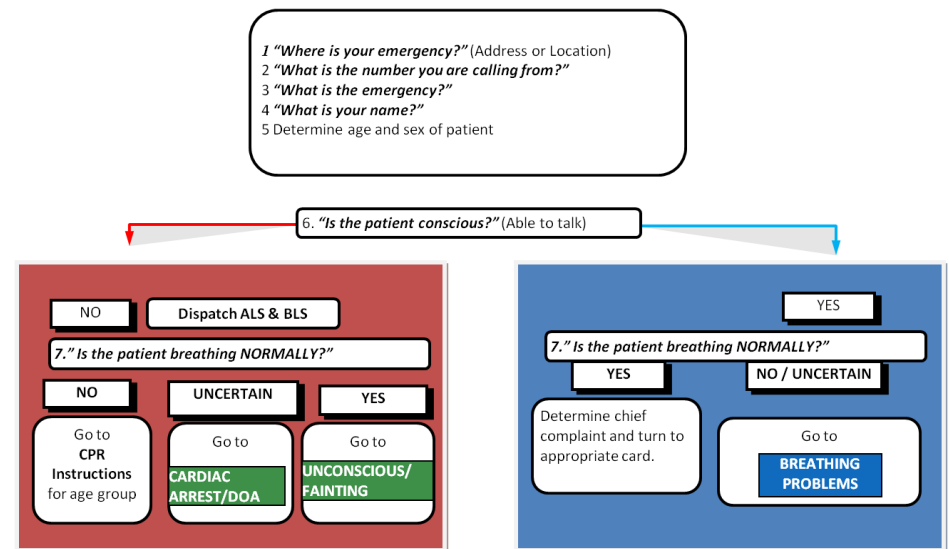 1 “Where is your emergency?” (Address or Location)
2 “What is the number you are calling from?”
3 “What is the emergency?”
4 “What is your name?”
5 Determine age and sex of patient
6. “Is the patient conscious?” (Able to talk)
NO
Dispatch ALS & BLS
7.” Is the patient breathing NORMALLY?”
NO
UNCERTAIN
YES
Go to
CPR
Instructions
for age group
Go to
CARDIAC
ARREST/DOA
Go to
UNCONSCIOUS/
FAINTING
YES
7.” Is the patient breathing NORMALLY?”
YES
NO / UNCERTAIN
Determine chief
complaint and turn to
appropriate card.
Go to
BREATHING
PROBLEMS